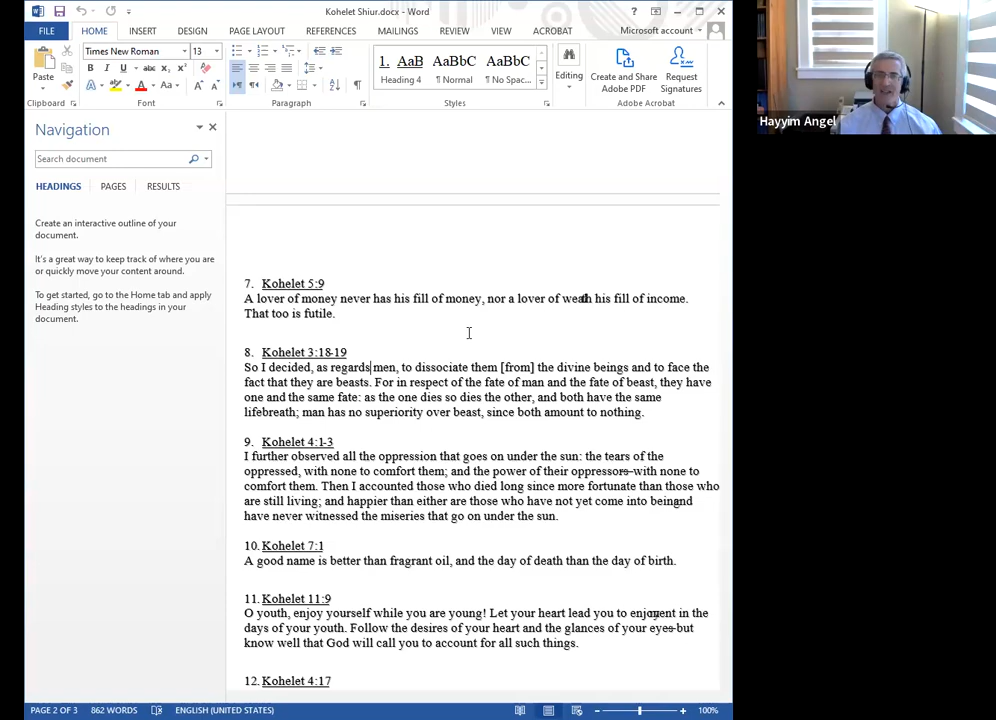 Kohelet Shiur.docx - Word
FILE HOME INSERT DESIGN PAGE LAYOUT REFERENCES MAILINGS REVIEW VIEW ACROBAT Microsoft account
Times New Roman 13
Paste
B I U abc x₂ x²
A aby A Aa A A
1. AaB AaBbC AaBbC
Heading 4 ¶ Normal ¶ No Spac...
Editing
Create and Share Adobe PDF
Request Signatures
Clipboard Font Paragraph Styles Adobe Acrobat
Hayyim Angel
Navigation
Search document
HEADINGS PAGES RESULTS
Create an interactive outline of your
document.
It's a great way to keep track of where you are
or quickly move your content around.
To get started, go to the Home tab and apply
Heading styles to the headings in your
document.
7. Kohelet 5:9
A lover of money never has his fill of money, nor a lover of wealth his fill of income.
That too is futile.
8. Kohelet 3:18-19
So I decided, as regards men, to dissociate them [from] the divine beings and to face the
fact that they are beasts. For in respect of the fate of man and the fate of beast, they have
one and the same fate: as the one dies so dies the other, and both have the same
lifebreath; man has no superiority over beast, since both amount to nothing.
9. Kohelet 4:1-3
I further observed all the oppression that goes on under the sun: the tears of the
oppressed, with none to comfort them; and the power of their oppressors-with none to
comfort them. Then I accounted those who died long since more fortunate than those who
are still living; and happier than either are those who have not yet come into being and
have never witnessed the miseries that go on under the sun.
10. Kohelet 7:1
A good name is better than fragrant oil, and the day of death than the day of birth.
11. Kohelet 11:9
O youth, enjoy yourself while you are young! Let your heart lead you to enjoyment in the
days of your youth. Follow the desires of your heart and the glances of your eyes-but
know well that God will call you to account for all such things.
12. Kohelet 4:17
PAGE 2 OF 3 862 WORDS ENGLISH (UNITED STATES) 100%